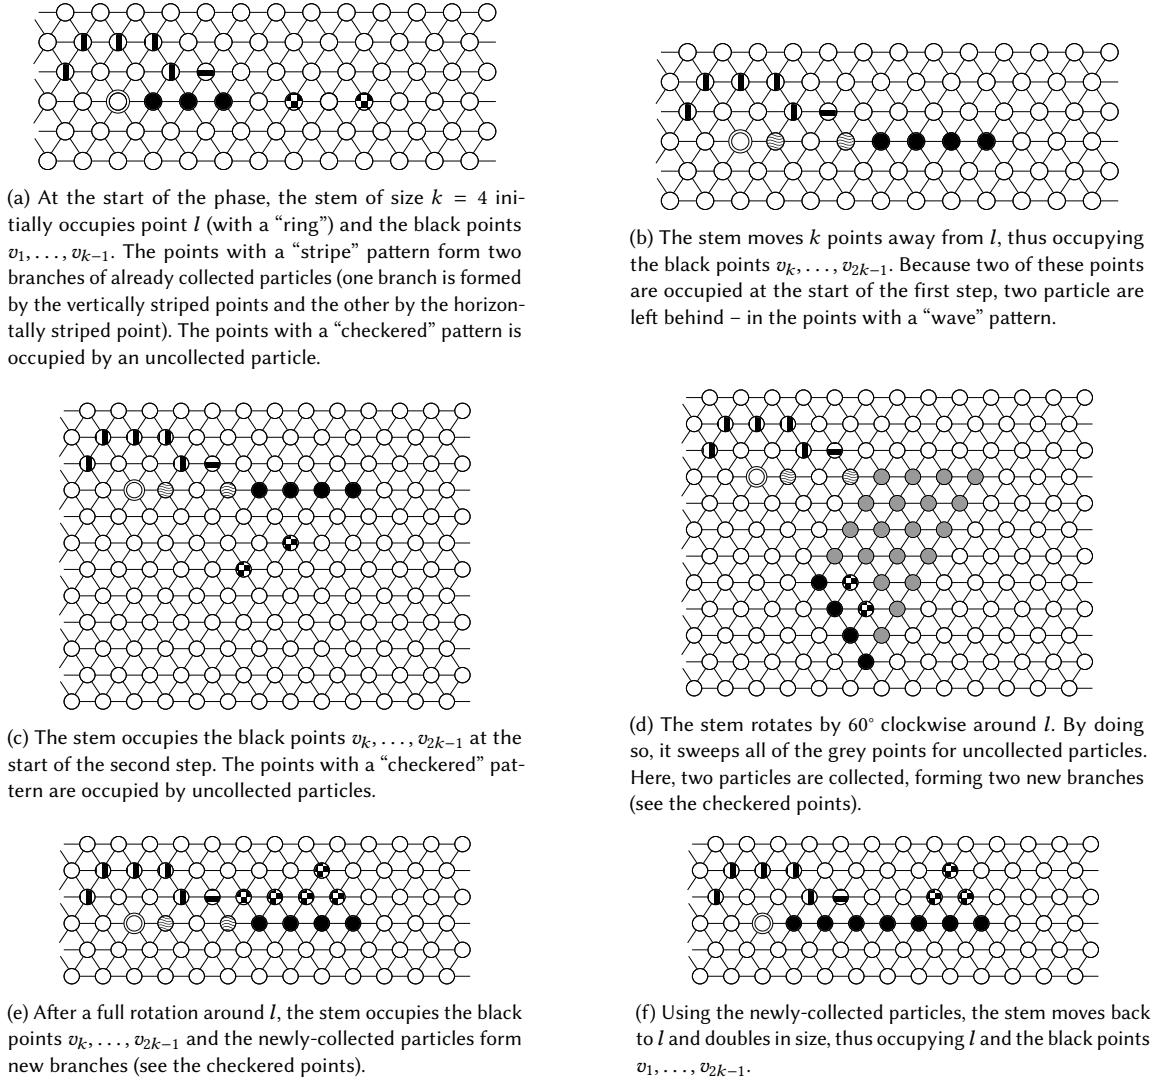 (a) At the start of the phase, the stem of size k = 4 ini-
tially occupies point l (with a “ring”) and the black points
v₁, . . . , vₖ₋₁. The points with a “stripe” pattern form two
branches of already collected particles (one branch is formed
by the vertically striped points and the other by the horizon-
tally striped point). The points with a “checkered” pattern is
occupied by an uncollected particle.
(b) The stem moves k points away from l, thus occupying
the black points vₖ, . . . , v₂ₖ₋₁. Because two of these points
are occupied at the start of the first step, two particle are
left behind – in the points with a “wave” pattern.
(c) The stem occupies the black points vₖ, . . . , v₂ₖ₋₁ at the
start of the second step. The points with a “checkered” pat-
tern are occupied by uncollected particles.
(d) The stem rotates by 60° clockwise around l. By doing
so, it sweeps all of the grey points for uncollected particles.
Here, two particles are collected, forming two new branches
(see the checkered points).
(e) After a full rotation around l, the stem occupies the black
points vₖ, . . . , v₂ₖ₋₁ and the newly-collected particles form
new branches (see the checkered points).
(f) Using the newly-collected particles, the stem moves back
to l and doubles in size, thus occupying l and the black points
v₁, . . . , v₂ₖ₋₁.